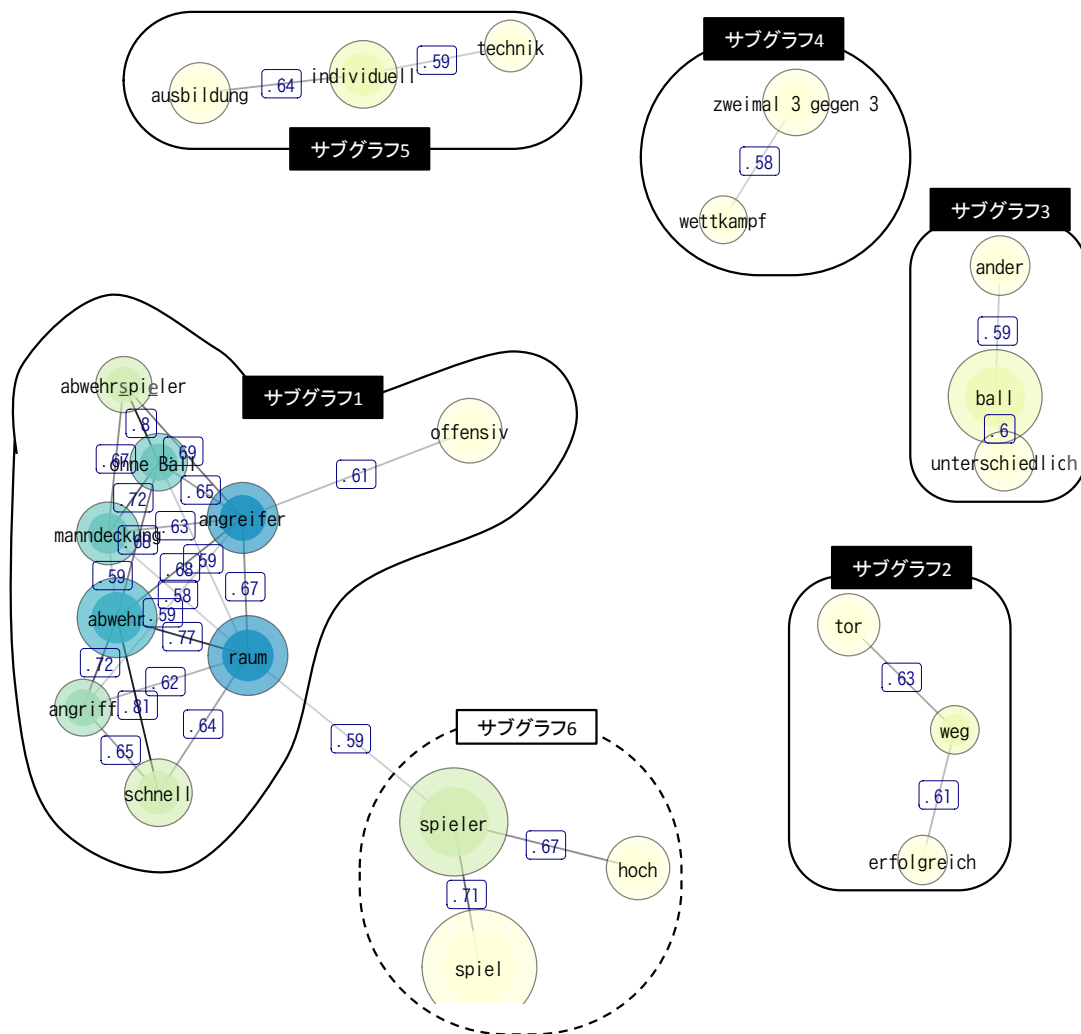 technik
.59
individuell
.64
ausbildung
サブグラフ5
サブグラフ4
zweimal 3 gegen 3
.58
wettkampf
サブグラフ3
ander
.59
ball
.6
unterschiedlich
サブグラフ1
abwehrspieler
.8
offensiv
.69
.67
ohne Ball
.61
.65
.72
angreifer
.63
manndeckung
.68
.59
.68
.59
.67
.58
.59
abwehr
.77
raum
.72
.62
angriff
.81
.64
.65
schnell
サブグラフ2
tor
.63
weg
.61
erfolgreich
.59
サブグラフ6
spieler
.67
hoch
.71
spiel